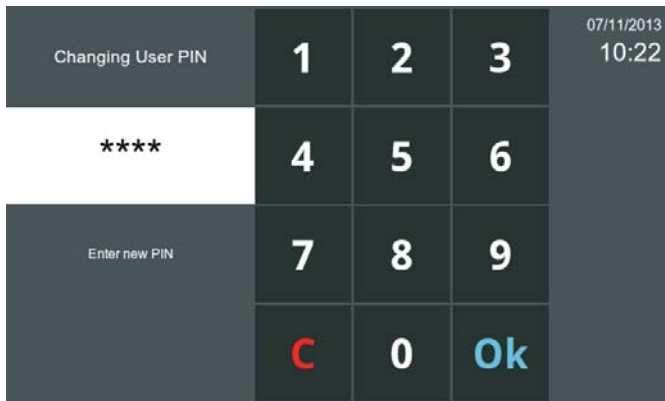 Changing User PIN
****
Enter new PIN
1 2 3
4 5 6
7 8 9
C 0 Ok
07/11/2013
10:22